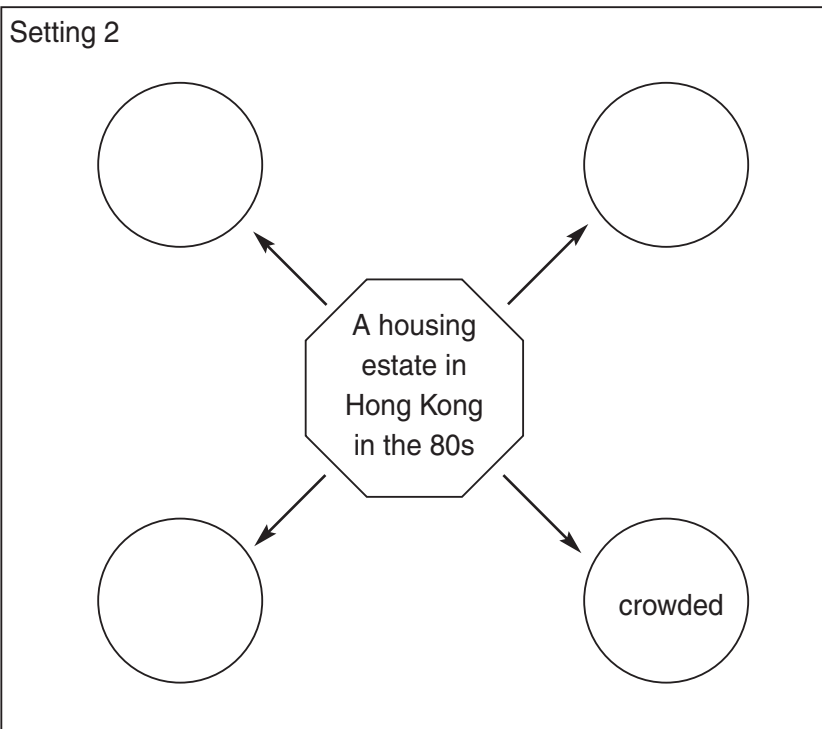 Setting 2
A housing
estate in
Hong Kong
in the 80s
crowded